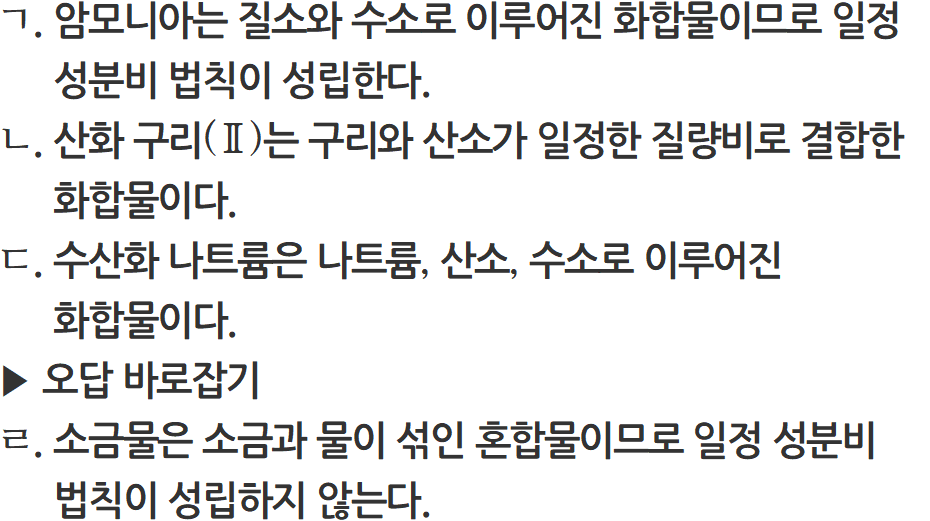 ㄱ. 암모니아는 질소와 수소로 이루어진 화합물이므로 일정
성분비 법칙이 성립한다.
ㄴ. 산화 구리(Ⅱ)는 구리와 산소가 일정한 질량비로 결합한
화합물이다.
ㄷ. 수산화 나트륨은 나트륨, 산소, 수소로 이루어진
화합물이다.
▶ 오답 바로잡기
ㄹ. 소금물은 소금과 물이 섞인 혼합물이므로 일정 성분비
법칙이 성립하지 않는다.